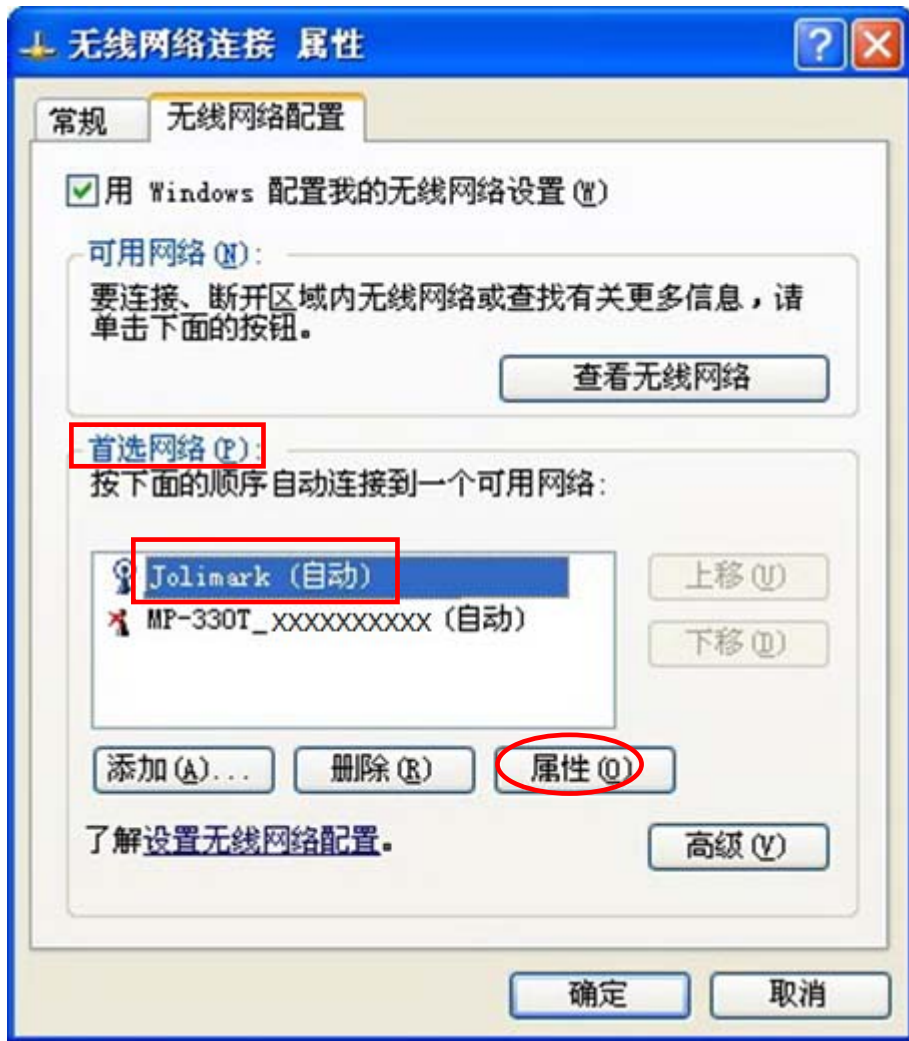 无线网络连接 属性
常规
无线网络配置
用 Windows 配置我的无线网络设置(W)
可用网络(N):
要连接、断开区域内无线网络或查找有关更多信息，请
单击下面的按钮。
查看无线网络
首选网络(P):
按下面的顺序自动连接到一个可用网络:
Jolimark (自动)
上移(U)
MP-330T_XXXXXXXXXX (自动)
下移(D)
添加(A)...
删除(R)
属性(O)
了解设置无线网络配置。
高级(V)
确定
取消